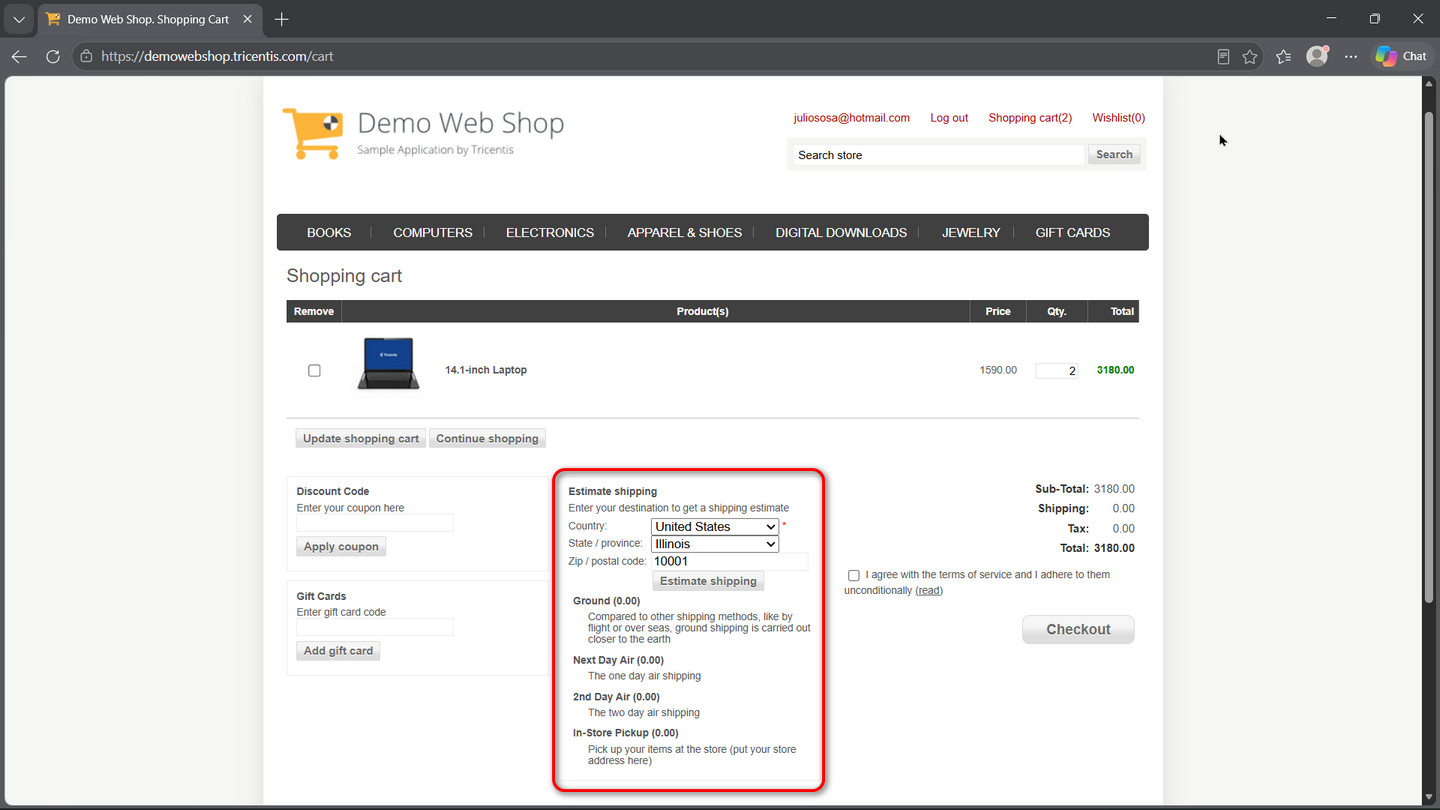 Demo Web Shop. Shopping Cart
https://demowebshop.tricentis.com/cart
Chat
Demo Web Shop
Sample Application by Tricentis
juliososa@hotmail.com Log out Shopping cart(2) Wishlist(0)
Search store Search
BOOKS COMPUTERS ELECTRONICS APPAREL & SHOES DIGITAL DOWNLOADS JEWELRY GIFT CARDS
Shopping cart
Remove Product(s) Price Qty. Total
Tricentis
14.1-inch Laptop 1590.00 2 3180.00
Update shopping cart Continue shopping
Discount Code
Enter your coupon here
Apply coupon
Gift Cards
Enter gift card code
Add gift card
Estimate shipping
Enter your destination to get a shipping estimate
Country: United States *
State / province: Illinois
Zip / postal code: 10001
Estimate shipping
Ground (0.00)
Compared to other shipping methods, like by
flight or over seas, ground shipping is carried out
closer to the earth
Next Day Air (0.00)
The one day air shipping
2nd Day Air (0.00)
The two day air shipping
In-Store Pickup (0.00)
Pick up your items at the store (put your store
address here)
Sub-Total: 3180.00
Shipping: 0.00
Tax: 0.00
Total: 3180.00
I agree with the terms of service and I adhere to them
unconditionally (read)
Checkout